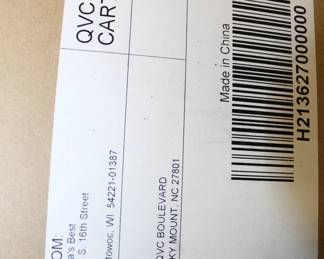 OM:
a's Best
S. 16th Street
towoc, WI 54221-01387
QVC
CART
QVC BOULEVARD
KY MOUNT, NC 27801
Made in China
H213627000000